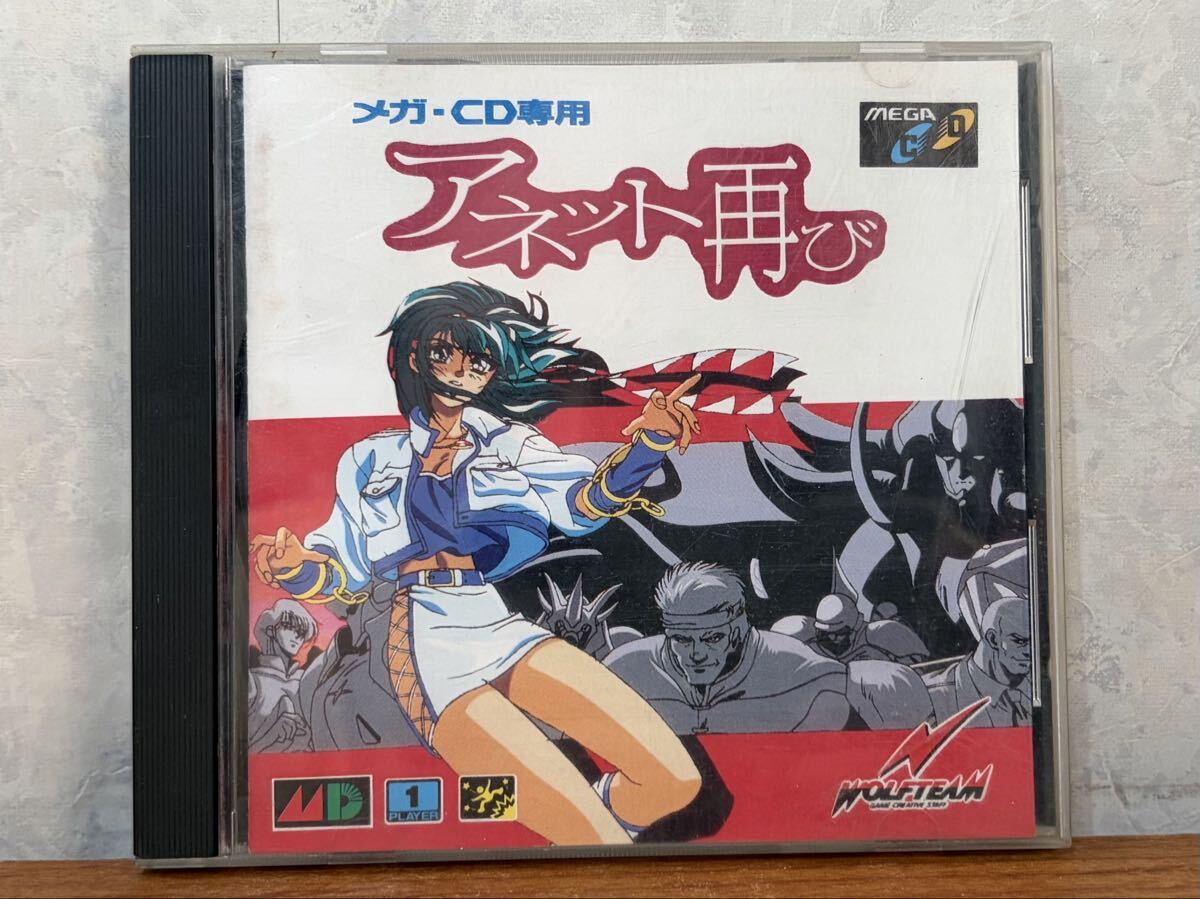 メガ-CD専用
MEGA
CD
アネット再び
MD
1
PLAYER
WOLFTEAM
GAME CREATIVE STAFF